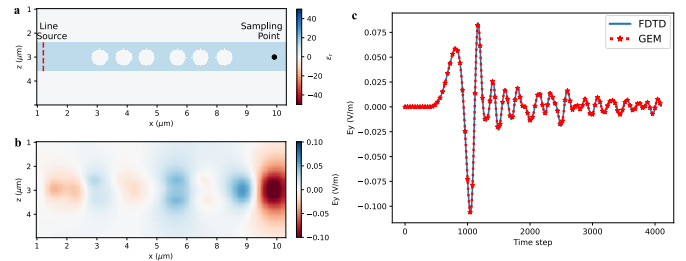 a
Line
Source
Sampling
Point
1
2
3
4
z (μm)
1 2 3 4 5 6 7 8 9 10
x (μm)
40
20
0
−20
−40
εr
b
1
2
3
4
z (μm)
1 2 3 4 5 6 7 8 9 10
x (μm)
0.10
0.05
0.00
−0.05
−0.10
Ey (V/m)
c
FDTD
GEM
0.075
0.050
0.025
0.000
−0.025
−0.050
−0.075
−0.100
Ey (V/m)
0 1000 2000 3000 4000
Time step